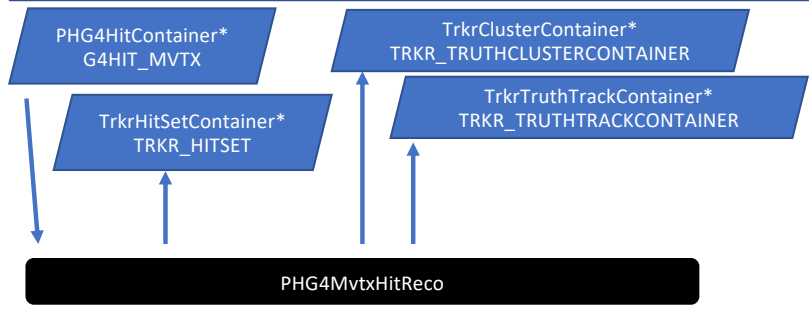 PHG4HitContainer*
G4HIT_MVTX
TrkrClusterContainer*
TRKR_TRUTHCLUSTERCONTAINER
TrkrHitSetContainer*
TRKR_HITSET
TrkrTruthTrackContainer*
TRKR_TRUTHTRACKCONTAINER
PHG4MvtxHitReco